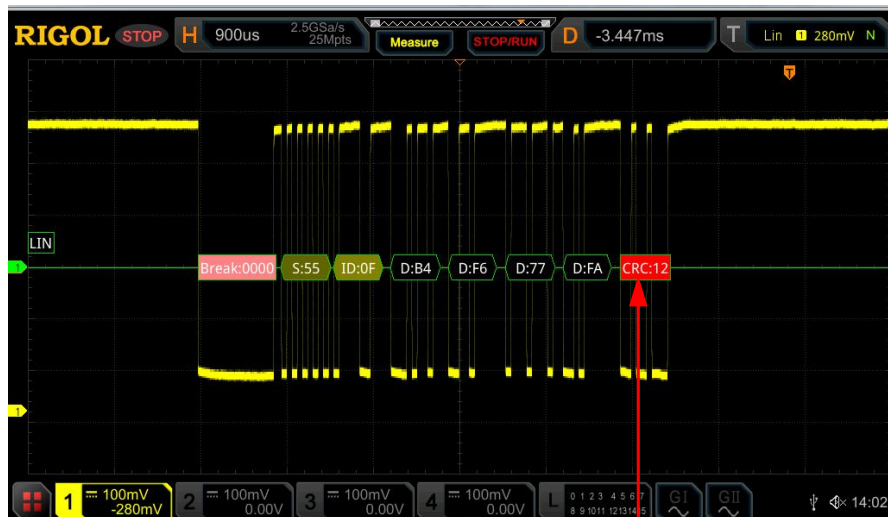 RIGOL STOP H 900us 2.5GSa/s 25Mpts Measure STOP/RUN D -3.447ms T Lin 1 280mV N
T
LIN
1 Break:0000 S:55 ID:0F D:B4 D:F6 D:77 D:FA CRC:12
1
1 100mV -280mV 2 100mV 0.00V 3 100mV 0.00V 4 100mV 0.00V L 0 1 2 3 4 5 6 7 GI GII 14:02
8 9 10 11 12 13 14 15